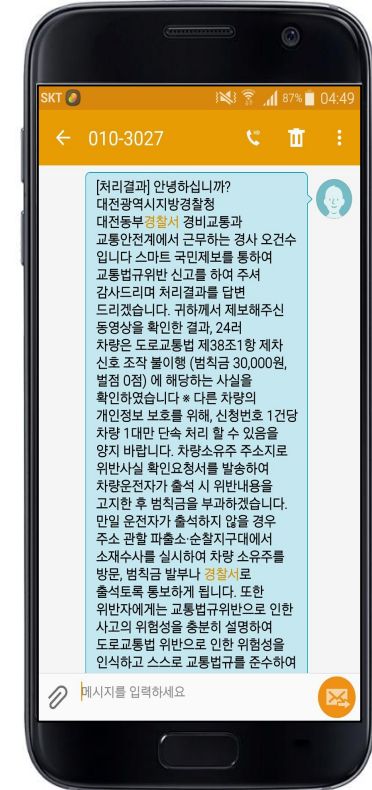 SKT 87% 04:49
010-3027
[처리결과] 안녕하십니까?
대전광역시지방경찰청
대전동부경찰서 경비교통과
교통안전계에서 근무하는 경사 오건수
입니다 스마트 국민제보를 통하여
교통법규위반 신고를 하여 주셔
감사드리며 처리결과를 답변
드리겠습니다. 귀하께서 제보해주신
동영상을 확인한 결과, 24러
차량은 도로교통법 제38조1항 제차
신호 조작 불이행 (범칙금 30,000원,
벌점 0점) 에 해당하는 사실을
확인하였습니다 ※ 다른 차량의
개인정보 보호를 위해, 신청번호 1건당
차량 1대만 단속 처리 할 수 있음을
양지 바랍니다. 차량소유주 주소지로
위반사실 확인요청서를 발송하여
차량운전자가 출석 시 위반내용을
고지한 후 범칙금을 부과하겠습니다.
만일 운전자가 출석하지 않을 경우
주소 관할 파출소·순찰지구대에서
소재수사를 실시하여 차량 소유주를
방문, 범칙금 발부나 경찰서로
출석토록 통보하게 됩니다. 또한
위반자에게는 교통법규위반으로 인한
사고의 위험성을 충분히 설명하여
도로교통법 위반으로 인한 위험성을
인식하고 스스로 교통법규를 준수하여
메시지를 입력하세요